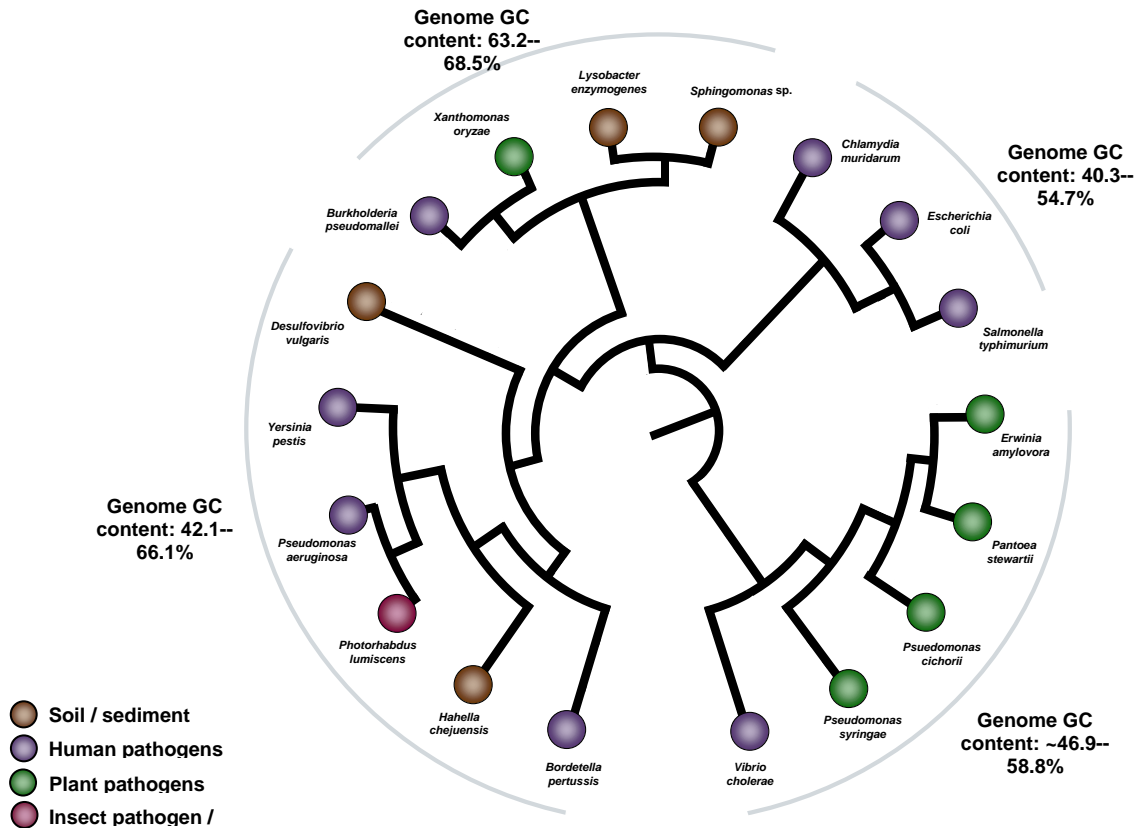 Genome GC
content: 63.2--
68.5%
Lysobacter
enzymogenes
Sphingomonas sp.
Xanthomonas
oryzae
Chlamydia
muridarum
Genome GC
content: 40.3--
54.7%
Burkholderia
pseudomallei
Escherichia
coli
Desulfovibrio
vulgaris
Salmonella
typhimurium
Yersinia
pestis
Erwinia
amylovora
Genome GC
content: 42.1--
66.1%
Pseudomonas
aeruginosa
Pantoea
stewartii
Photorhabdus
lumiscens
Psuedomonas
cichorii
Hahella
chejuensis
Pseudomonas
syringae
Bordetella
pertussis
Vibrio
cholerae
Genome GC
content: ~46.9--
58.8%
Soil / sediment
Human pathogens
Plant pathogens
Insect pathogen /